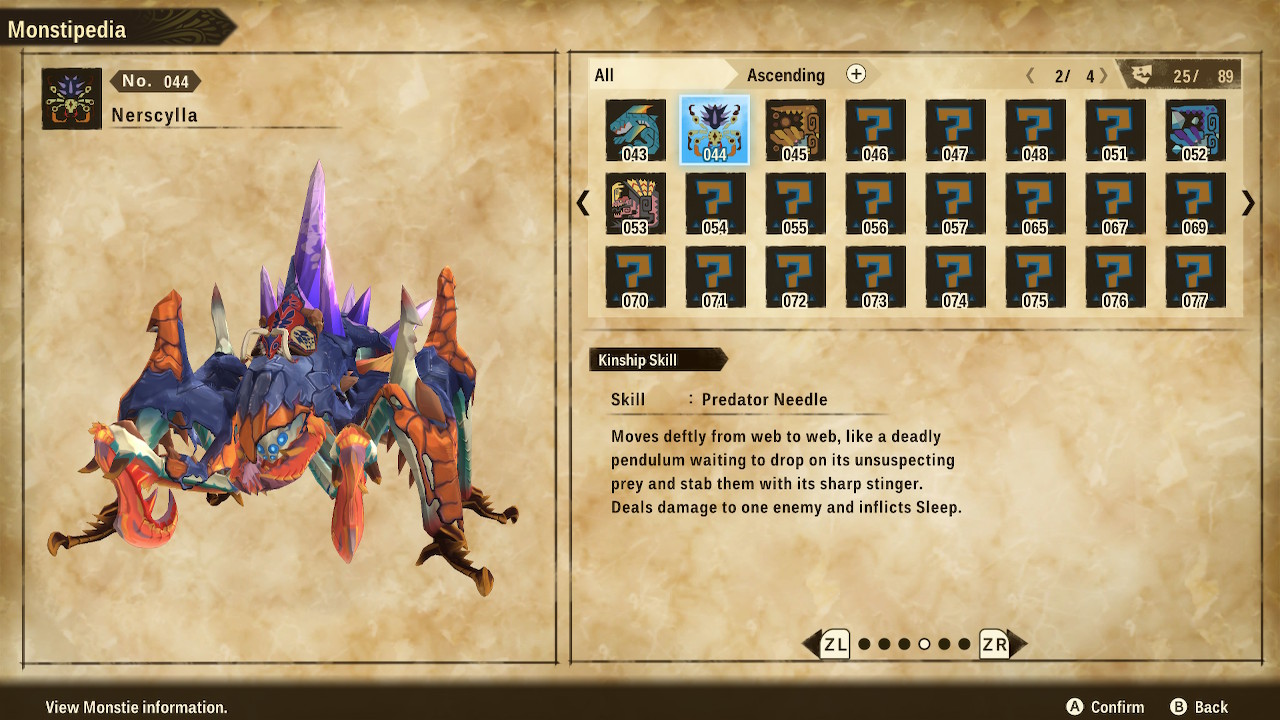 Monstipedia
No. 044
Nerscylla
All
Ascending
2/ 4
25/ 89
043
044
045
046
047
048
051
052
053
054
055
056
057
065
067
069
070
071
072
073
074
075
076
077
Kinship Skill
Skill : Predator Needle
Moves deftly from web to web, like a deadly
pendulum waiting to drop on its unsuspecting
prey and stab them with its sharp stinger.
Deals damage to one enemy and inflicts Sleep.
ZL
ZR
View Monstie information.
A Confirm
B Back